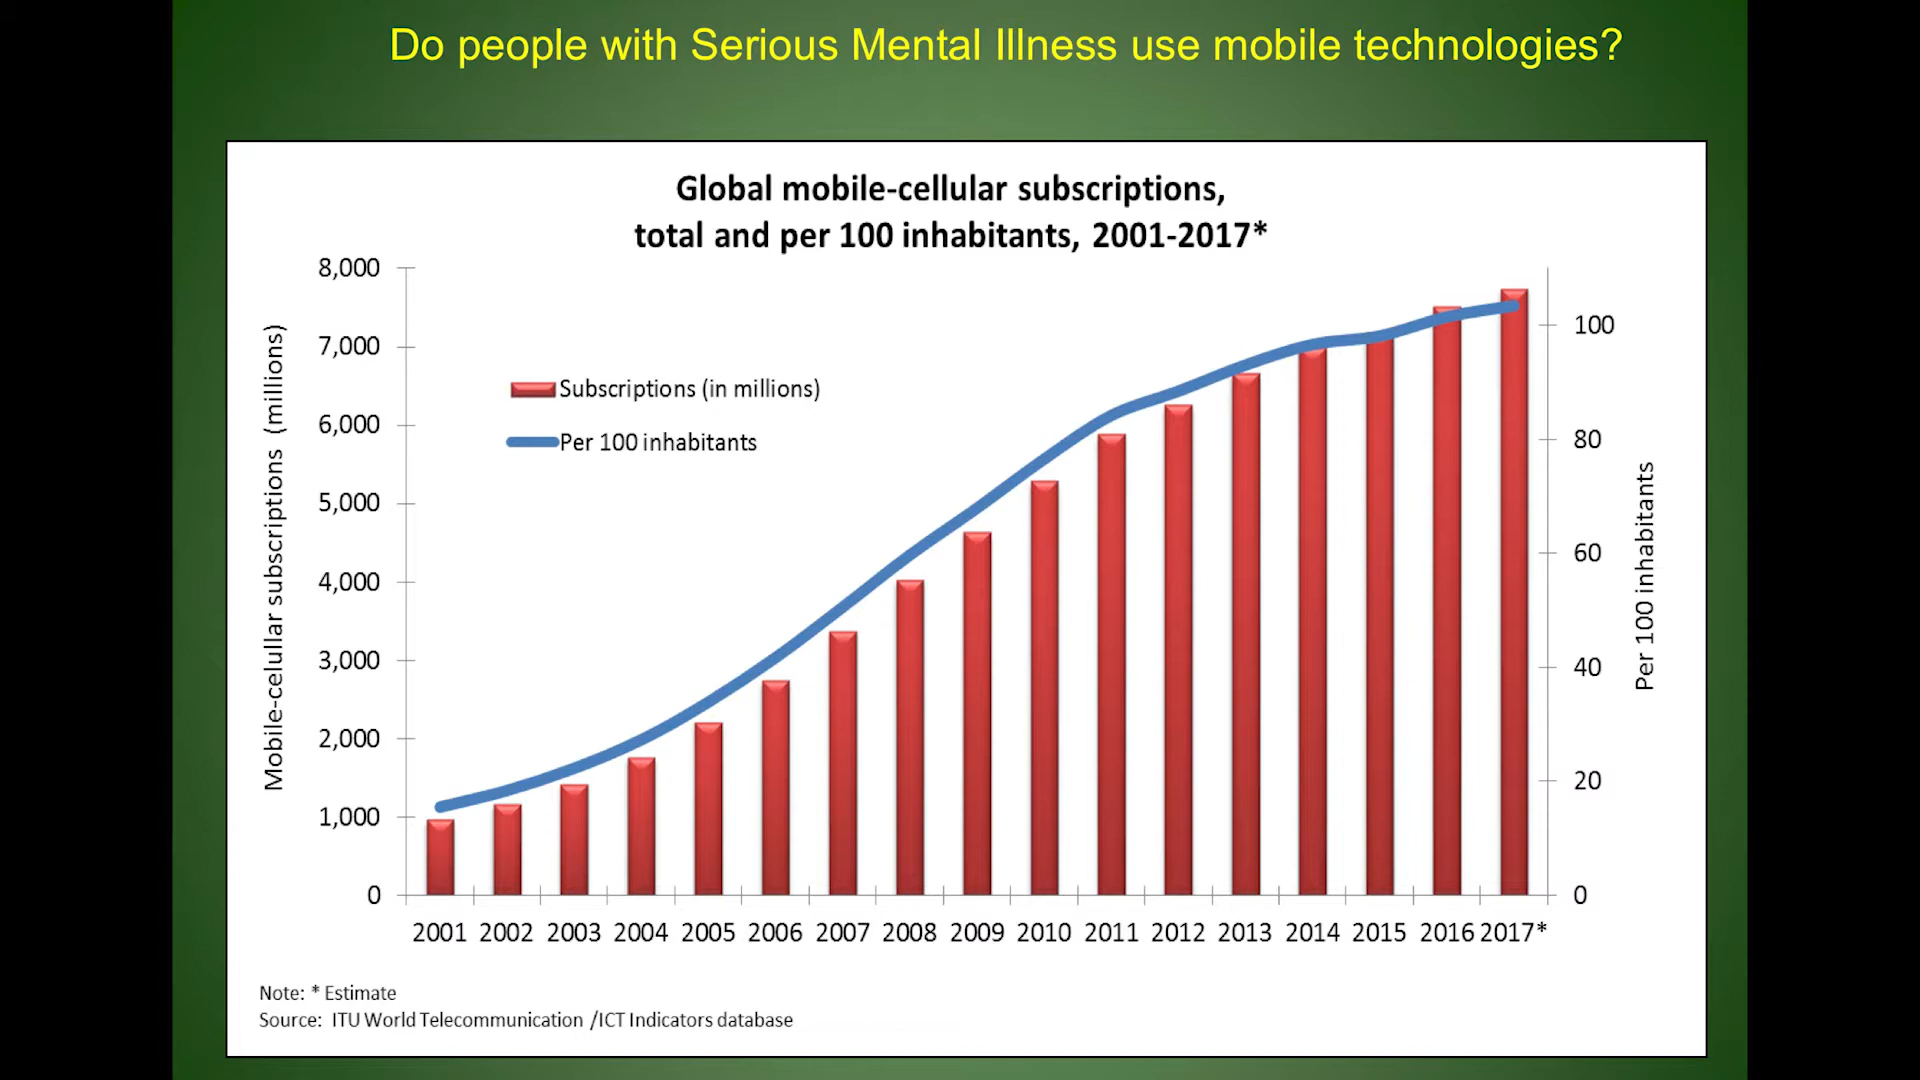 Do people with Serious Mental Illness use mobile technologies?
Global mobile-cellular subscriptions,
total and per 100 inhabitants, 2001-2017*
Mobile-celullar subscriptions (millions)
8,000
7,000
6,000
5,000
4,000
3,000
2,000
1,000
0
Subscriptions (in millions)
Per 100 inhabitants
100
80
60
40
20
0
Per 100 inhabitants
2001 2002 2003 2004 2005 2006 2007 2008 2009 2010 2011 2012 2013 2014 2015 2016 2017*
Note: * Estimate
Source: ITU World Telecommunication /ICT Indicators database